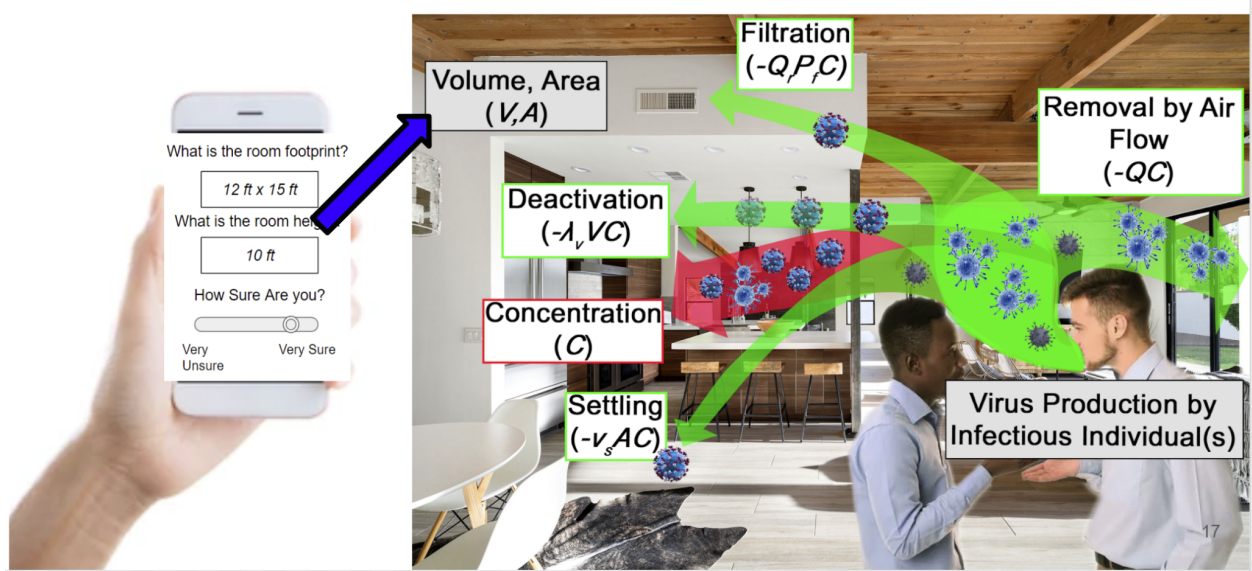 What is the room footprint?
12 ft x 15 ft
What is the room
10 ft
How Sure Are you?
Very
Unsure
Very Sure
Volume, Area
(V,A)
Filtration
(-QᵣP_fC)
Removal by Air
Flow
(-QC)
Deactivation
(-λᵥVC)
Concentration
(C)
Settling
(-vₛAC)
Virus Production by
Infectious Individual(s)
17